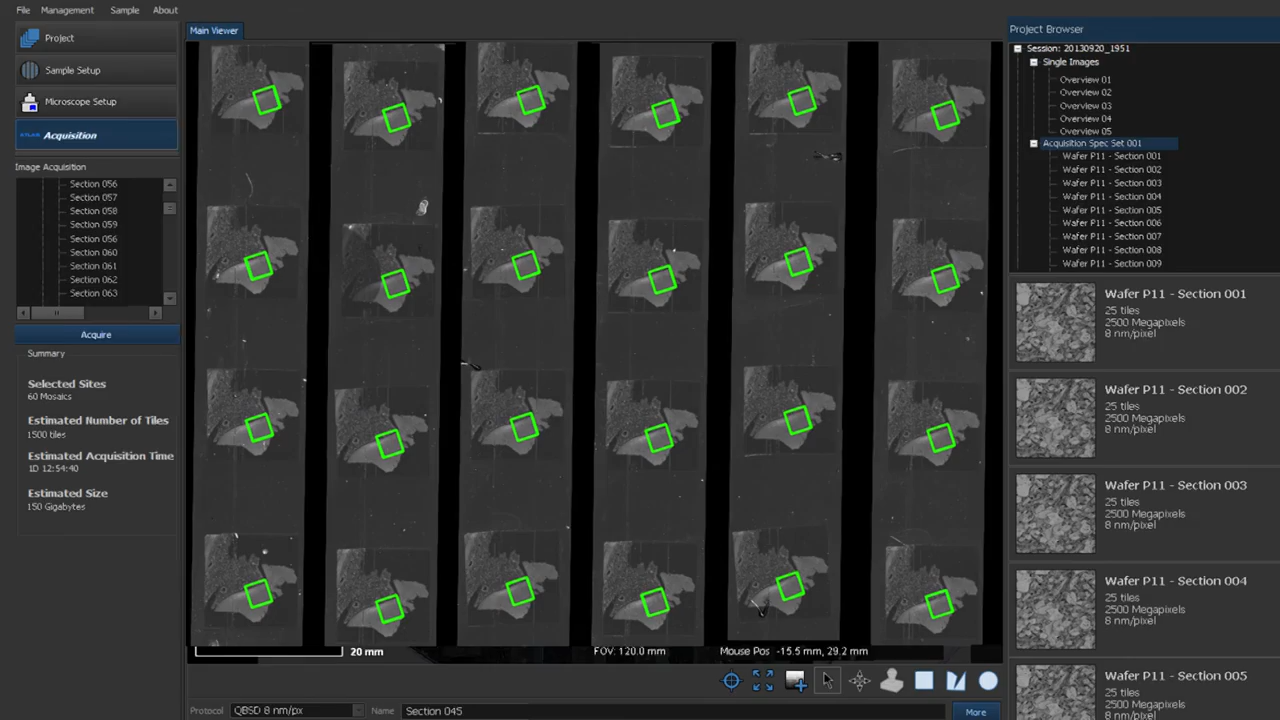 File Management Sample About
Project
Sample Setup
Microscope Setup
ATLAS Acquisition
Image Acquisition
Section 056
Section 057
Section 058
Section 059
Section 056
Section 060
Section 061
Section 062
Section 063
Acquire
Summary
Selected Sites
60 Mosaics
Estimated Number of Tiles
1500 tiles
Estimated Acquisition Time
1D 12:54:40
Estimated Size
150 Gigabytes
Main Viewer
20 mm
FOV: 120.0 mm
Mouse Pos -15.5 mm, 29.2 mm
Protocol QBSD 8 nm/px Name Section 045
More
Project Browser
Session: 20130920_1951
Single Images
Overview 01
Overview 02
Overview 03
Overview 04
Overview 05
Acquisition Spec Set 001
Wafer P11 - Section 001
Wafer P11 - Section 002
Wafer P11 - Section 003
Wafer P11 - Section 004
Wafer P11 - Section 005
Wafer P11 - Section 006
Wafer P11 - Section 007
Wafer P11 - Section 008
Wafer P11 - Section 009
Wafer P11 - Section 001
25 tiles
2500 Megapixels
8 nm/pixel
Wafer P11 - Section 002
25 tiles
2500 Megapixels
8 nm/pixel
Wafer P11 - Section 003
25 tiles
2500 Megapixels
8 nm/pixel
Wafer P11 - Section 004
25 tiles
2500 Megapixels
8 nm/pixel
Wafer P11 - Section 005
25 tiles
2500 Megapixels
8 nm/pixel